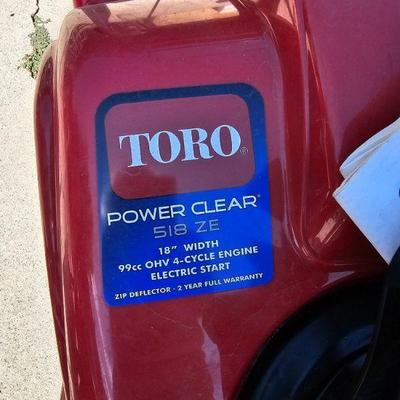 TORO®
POWER CLEAR®
518 ZE
18" WIDTH
99cc OHV 4-CYCLE ENGINE
ELECTRIC START
ZIP DEFLECTOR · 2 YEAR FULL WARRANTY